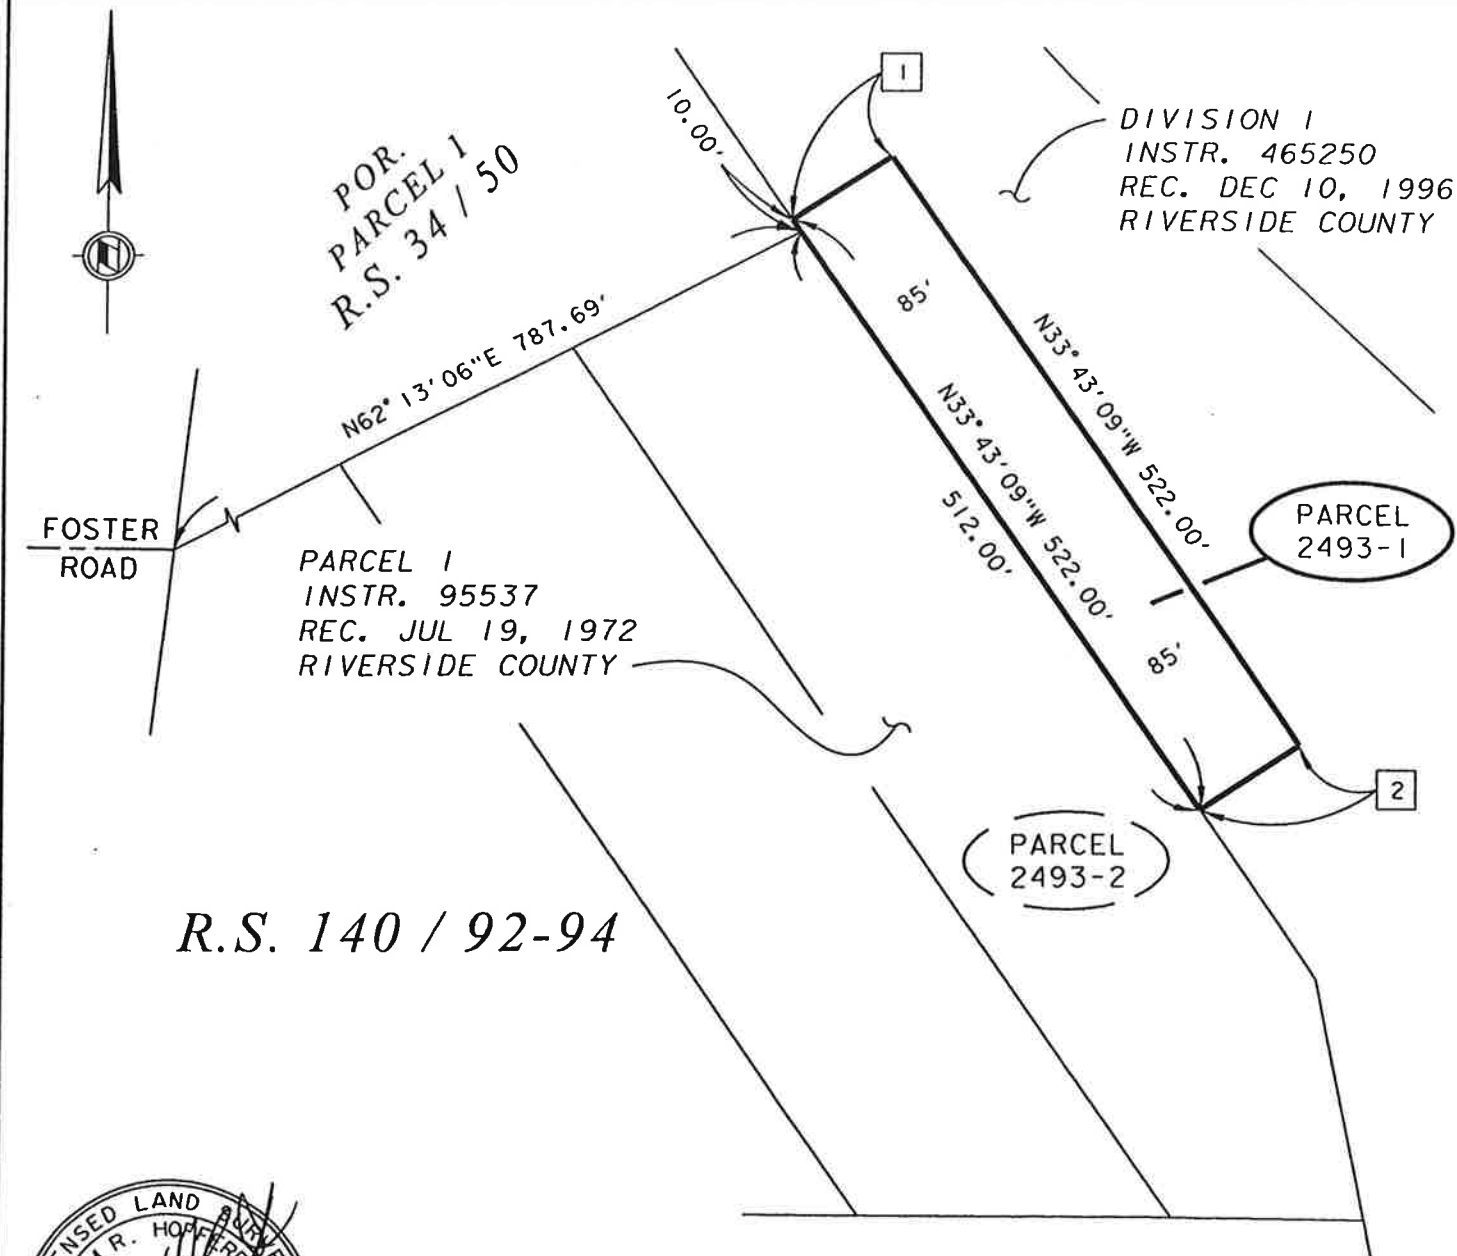 1
10.00'
DIVISION 1
INSTR. 465250
REC. DEC 10, 1996
RIVERSIDE COUNTY
POR.
PARCEL 1
R.S. 34 / 50
85'
N33°43'09"W 522.00'
N62°13'06"E 787.69'
N33°43'09"W 522.00'
512.00'
FOSTER
ROAD
PARCEL
2493-1
PARCEL 1
INSTR. 95537
REC. JUL 19, 1972
RIVERSIDE COUNTY
85'
2
PARCEL
2493-2
R.S. 140 / 92-94
LAND
R.